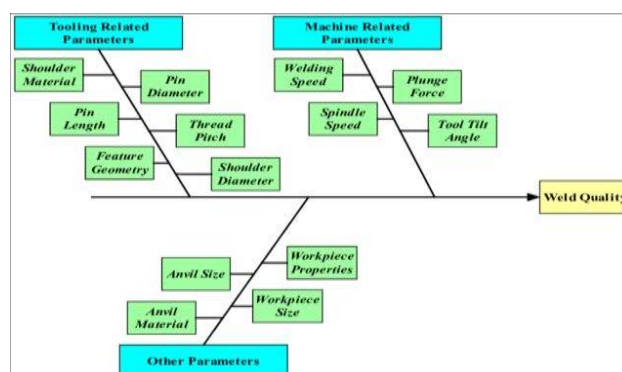 Tooling Related
Parameters
Machine Related
Parameters
Shoulder
Material
Pin
Diameter
Pin
Length
Thread
Pitch
Feature
Geometry
Shoulder
Diameter
Welding
Speed
Plunge
Force
Spindle
Speed
Tool Tilt
Angle
Weld Quality
Anvil Size
Workpiece
Properties
Anvil
Material
Workpiece
Size
Other Parameters